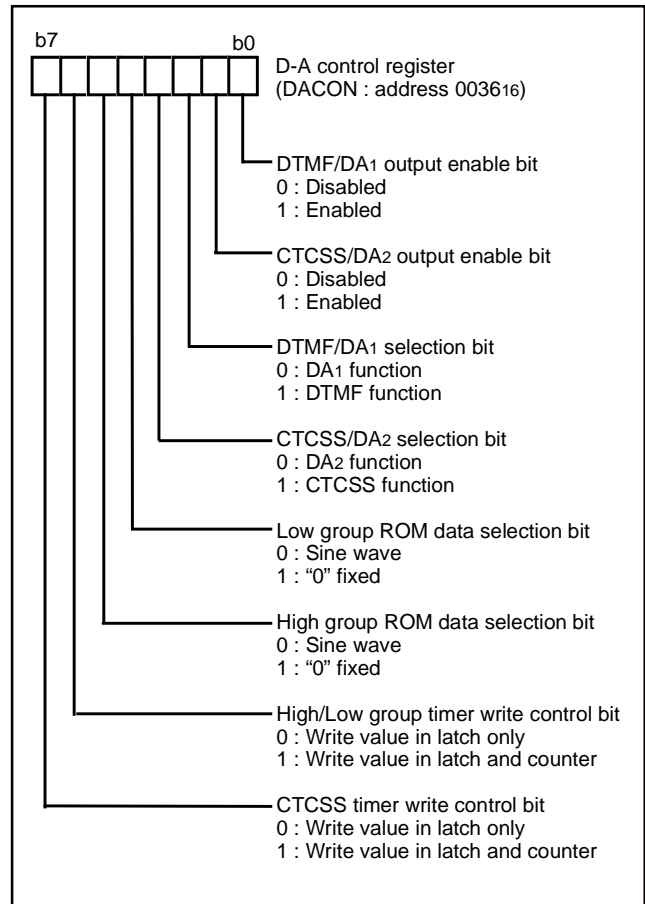 b7 b0
D-A control register
(DACON : address 003616)
DTMF/DA1 output enable bit
0 : Disabled
1 : Enabled
CTCSS/DA2 output enable bit
0 : Disabled
1 : Enabled
DTMF/DA1 selection bit
0 : DA1 function
1 : DTMF function
CTCSS/DA2 selection bit
0 : DA2 function
1 : CTCSS function
Low group ROM data selection bit
0 : Sine wave
1 : “0” fixed
High group ROM data selection bit
0 : Sine wave
1 : “0” fixed
High/Low group timer write control bit
0 : Write value in latch only
1 : Write value in latch and counter
CTCSS timer write control bit
0 : Write value in latch only
1 : Write value in latch and counter